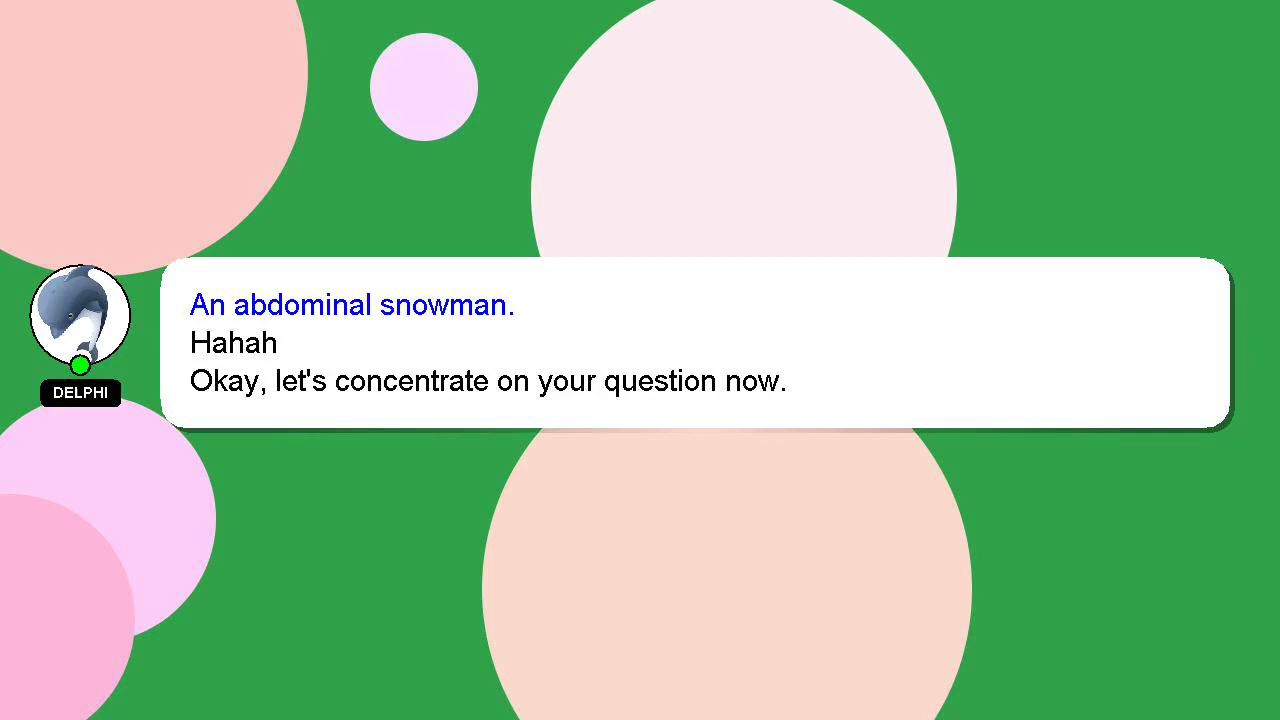 An abdominal snowman.
Hahah
Okay, let's concentrate on your question now.
DELPHI